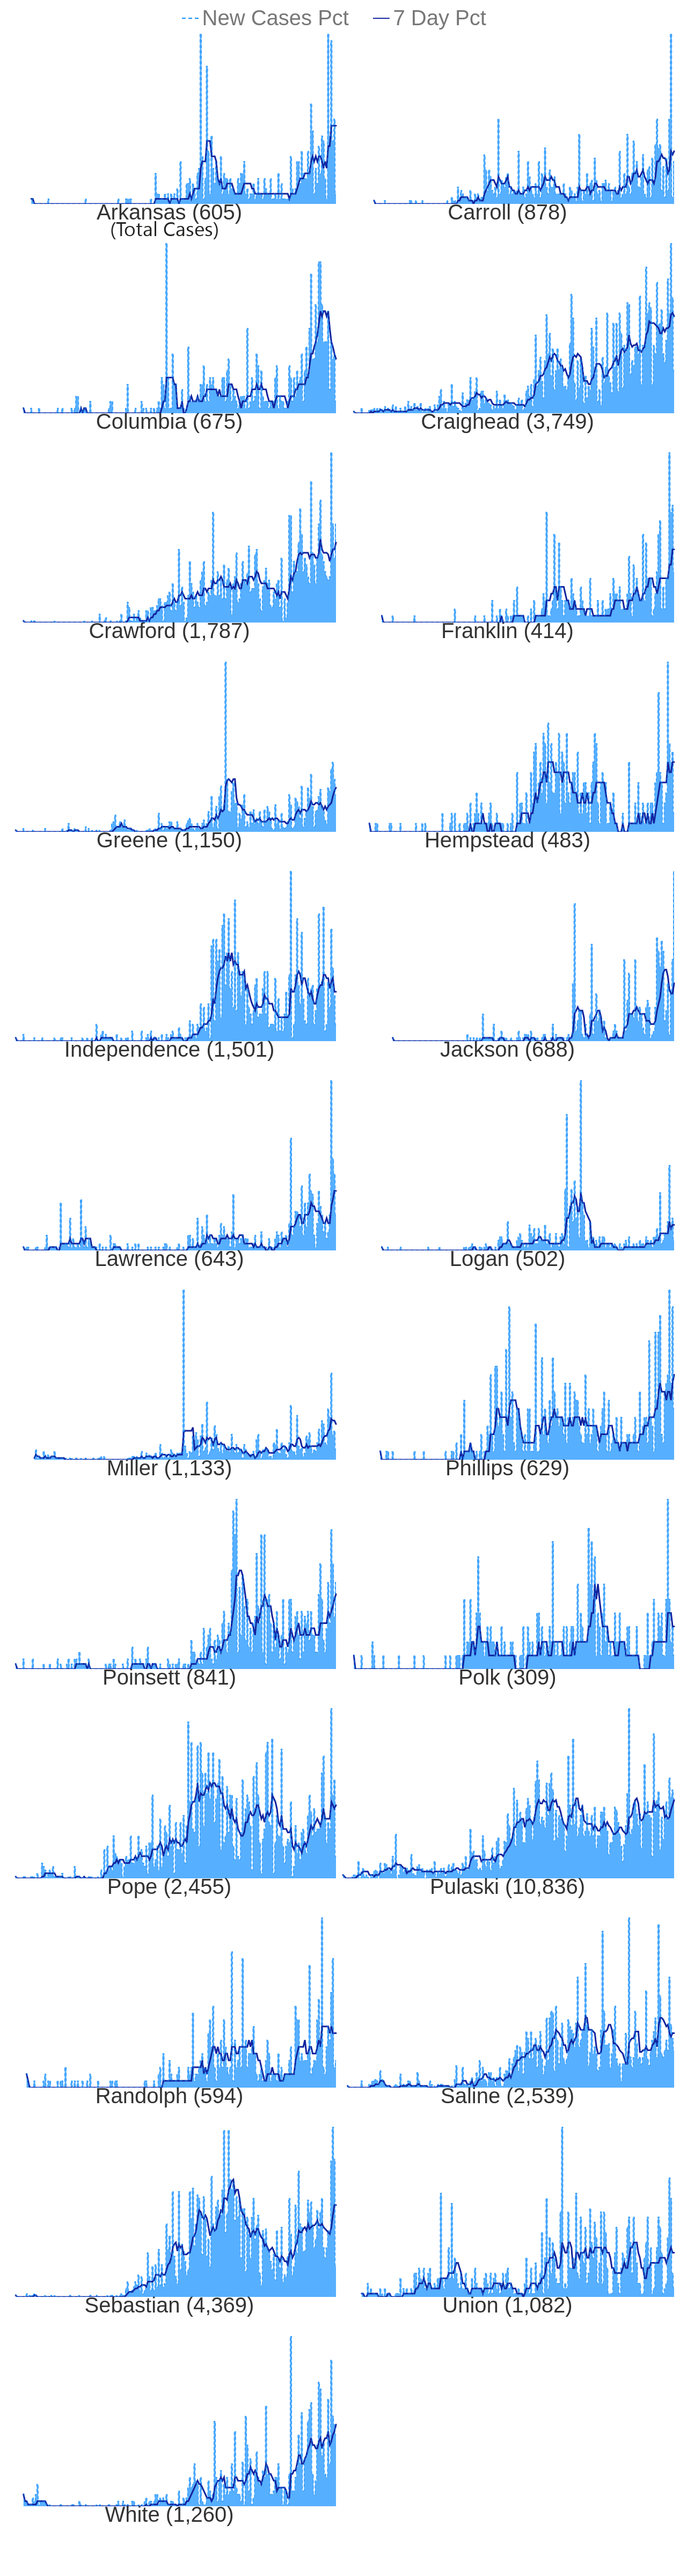 New Cases Pct 7 Day Pct
Arkansas (605) Carroll (878)
(Total Cases)
Columbia (675) Craighead (3,749)
Crawford (1,787) Franklin (414)
Greene (1,150) Hempstead (483)
Independence (1,501) Jackson (688)
Lawrence (643) Logan (502)
Miller (1,133) Phillips (629)
Poinsett (841) Polk (309)
Pope (2,455) Pulaski (10,836)
Randolph (594) Saline (2,539)
Sebastian (4,369) Union (1,082)
White (1,260)